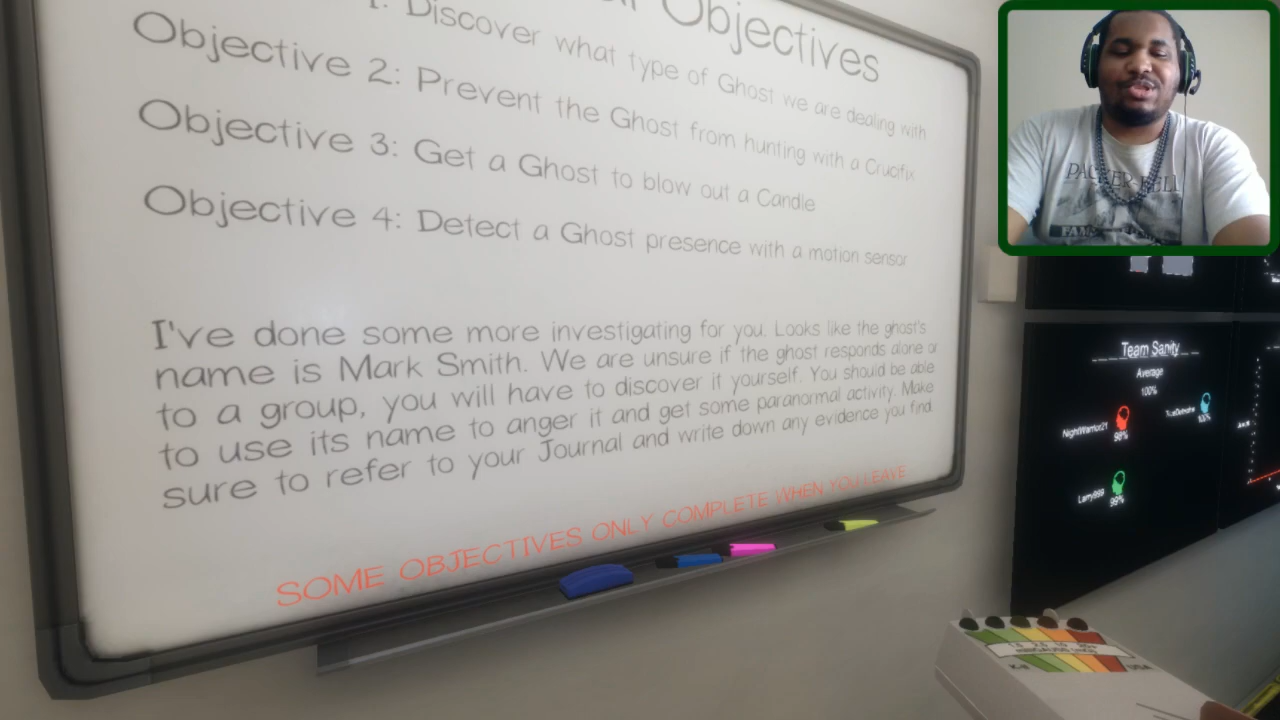 Objectives
1: Discover what type of Ghost we are dealing with
Objective 2: Prevent the Ghost from hunting with a Crucifix
Objective 3: Get a Ghost to blow out a Candle
Objective 4: Detect a Ghost presence with a motion sensor
I've done some more investigating for you. Looks like the ghost's
name is Mark Smith. We are unsure if the ghost responds alone or
to a group, you will have to discover it yourself. You should be able
to use its name to anger it and get some paranormal activity. Make
sure to refer to your Journal and write down any evidence you find.
SOME OBJECTIVES ONLY COMPLETE WHEN YOU LEAVE
Team Sanity
Average
100%
NightWarrior21
98%
Larry999
99%
K-II